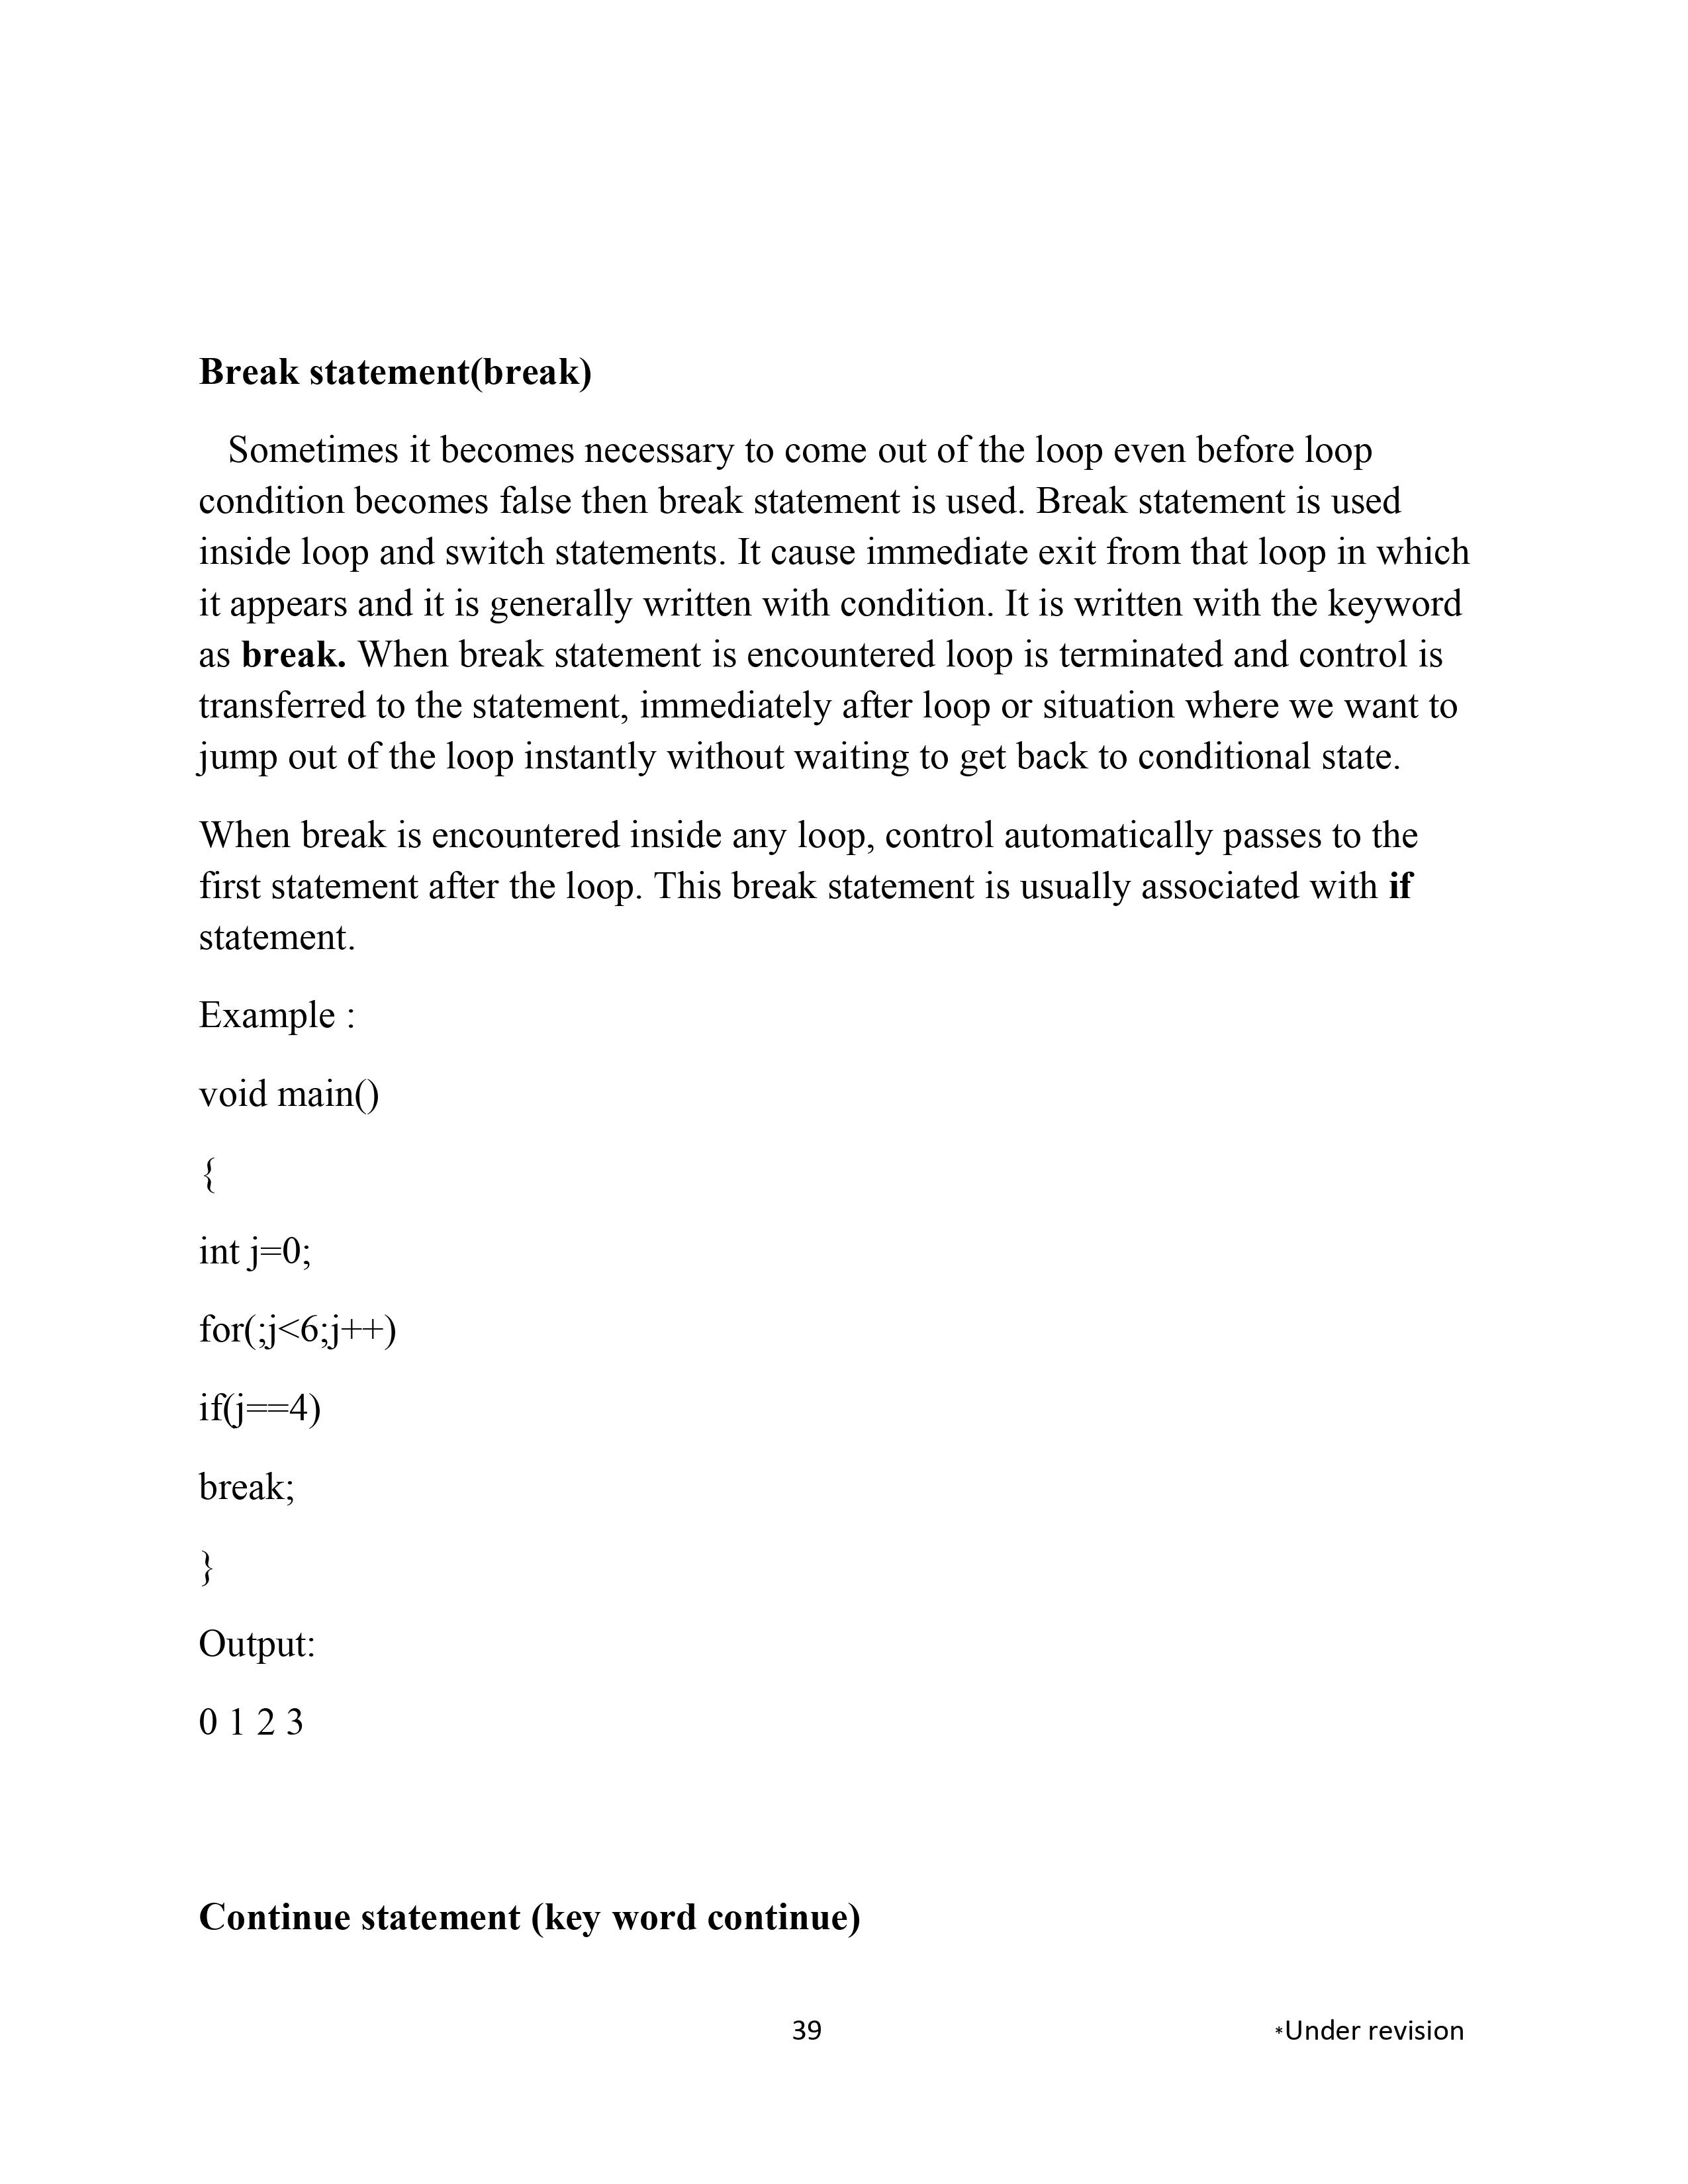 Break statement(break)
Sometimes it becomes necessary to come out of the loop even before loop
condition becomes false then break statement is used. Break statement is used
inside loop and switch statements. It cause immediate exit from that loop in which
it appears and it is generally written with condition. It is written with the keyword
as break. When break statement is encountered loop is terminated and control is
transferred to the statement, immediately after loop or situation where we want to
jump out of the loop instantly without waiting to get back to conditional state.
When break is encountered inside any loop, control automatically passes to the
first statement after the loop. This break statement is usually associated with if
statement.
Example :
void main()
{
int j=0;
for(;j<6;j++)
if(j==4)
break;
}
Output:
0 1 2 3
Continue statement (key word continue)
39 *Under revision